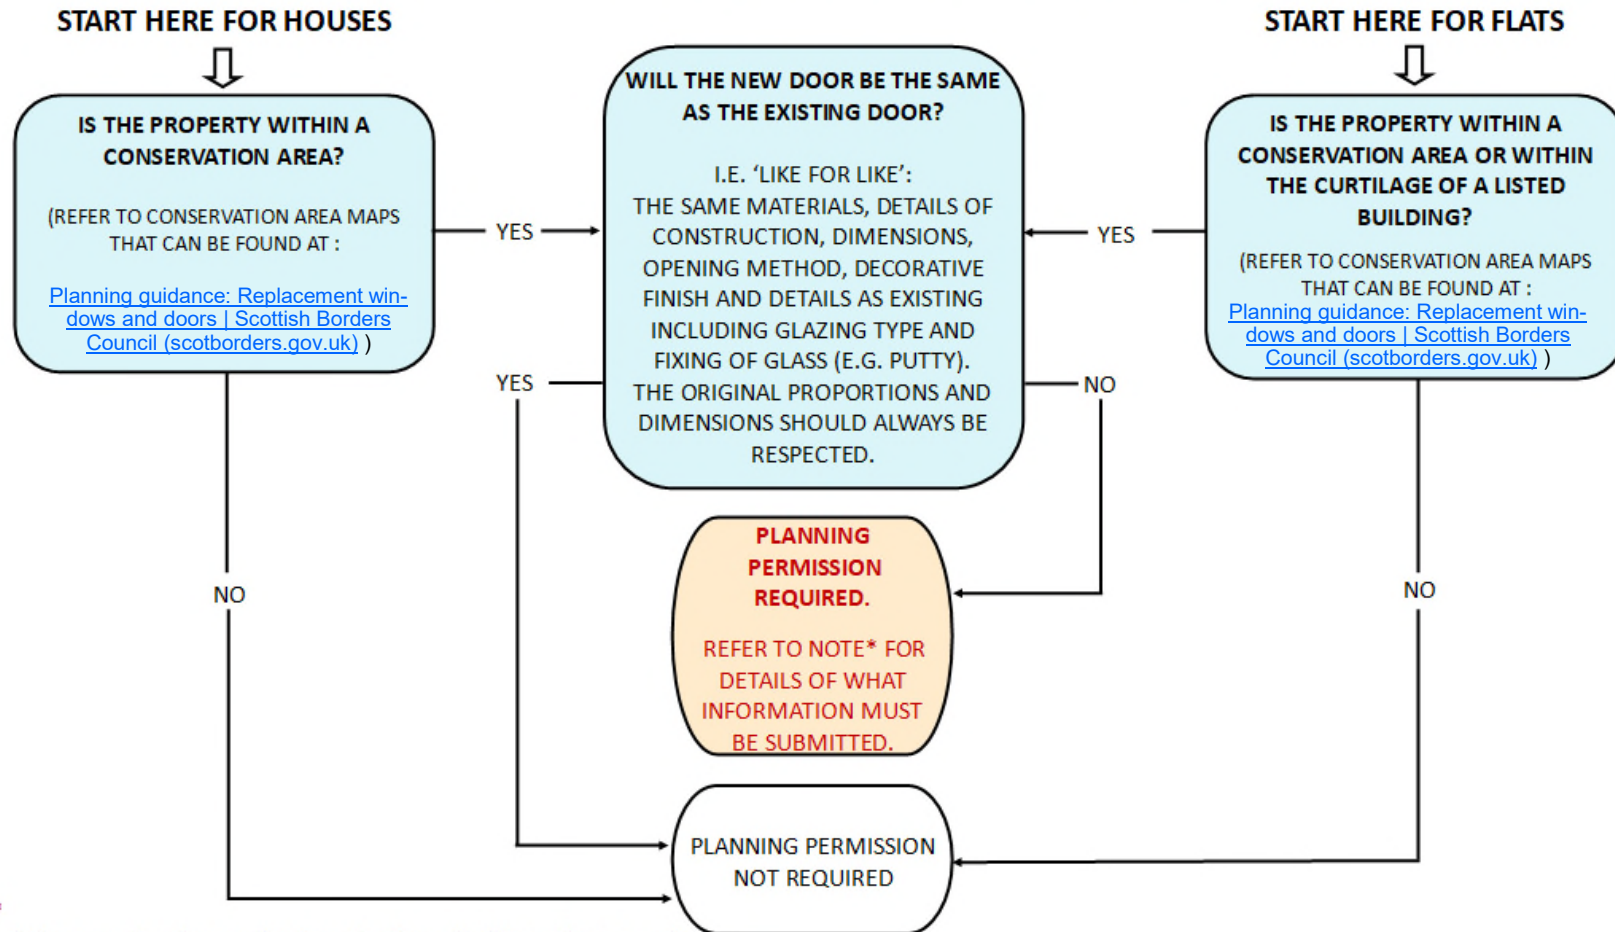 START HERE FOR HOUSES
IS THE PROPERTY WITHIN A
CONSERVATION AREA?
(REFER TO CONSERVATION AREA MAPS
THAT CAN BE FOUND AT :
Planning guidance: Replacement win-
dows and doors | Scottish Borders
Council (scotborders.gov.uk) )
YES
NO
WILL THE NEW DOOR BE THE SAME
AS THE EXISTING DOOR?
I.E. ‘LIKE FOR LIKE’:
THE SAME MATERIALS, DETAILS OF
CONSTRUCTION, DIMENSIONS,
OPENING METHOD, DECORATIVE
FINISH AND DETAILS AS EXISTING
INCLUDING GLAZING TYPE AND
FIXING OF GLASS (E.G. PUTTY).
THE ORIGINAL PROPORTIONS AND
DIMENSIONS SHOULD ALWAYS BE
RESPECTED.
YES
NO
START HERE FOR FLATS
IS THE PROPERTY WITHIN A
CONSERVATION AREA OR WITHIN
THE CURTILAGE OF A LISTED
BUILDING?
(REFER TO CONSERVATION AREA MAPS
THAT CAN BE FOUND AT :
Planning guidance: Replacement win-
dows and doors | Scottish Borders
Council (scotborders.gov.uk) )
YES
NO
PLANNING
PERMISSION
REQUIRED.
REFER TO NOTE* FOR
DETAILS OF WHAT
INFORMATION MUST
BE SUBMITTED.
PLANNING PERMISSION
NOT REQUIRED